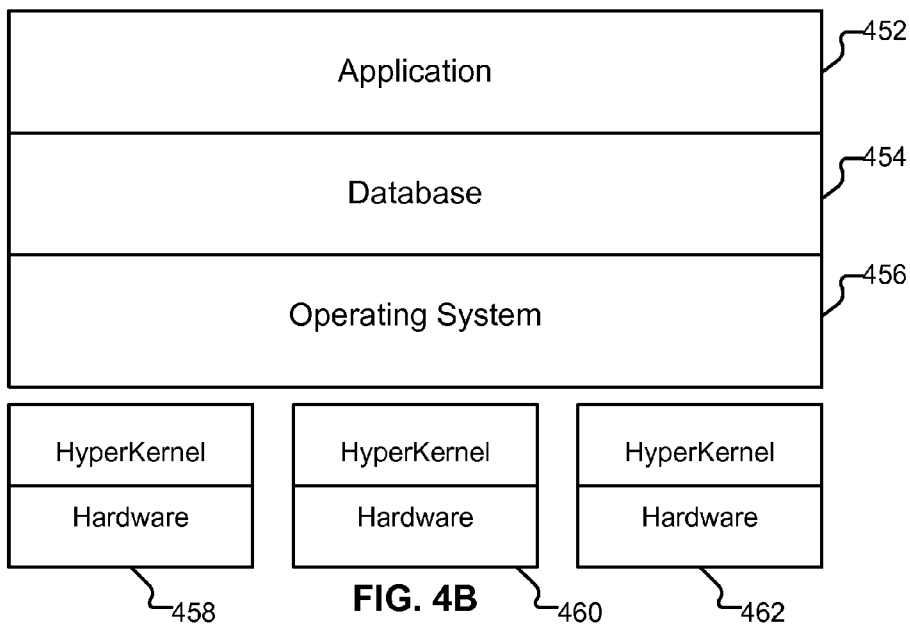 Application
452
Database
454
Operating System
456
HyperKernel HyperKernel HyperKernel
Hardware Hardware Hardware
458 FIG. 4B 460 462